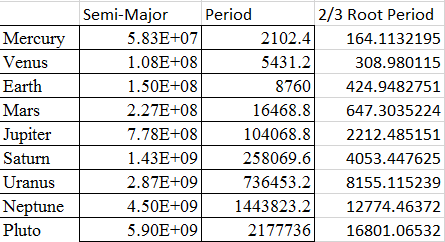 Semi-Major Period 2/3 Root Period
Mercury 5.83E+07 2102.4 164.1132195
Venus 1.08E+08 5431.2 308.980115
Earth 1.50E+08 8760 424.9482751
Mars 2.27E+08 16468.8 647.3035224
Jupiter 7.78E+08 104068.8 2212.485151
Saturn 1.43E+09 258069.6 4053.447625
Uranus 2.87E+09 736453.2 8155.115239
Neptune 4.50E+09 1443823.2 12774.46372
Pluto 5.90E+09 2177736 16801.06532